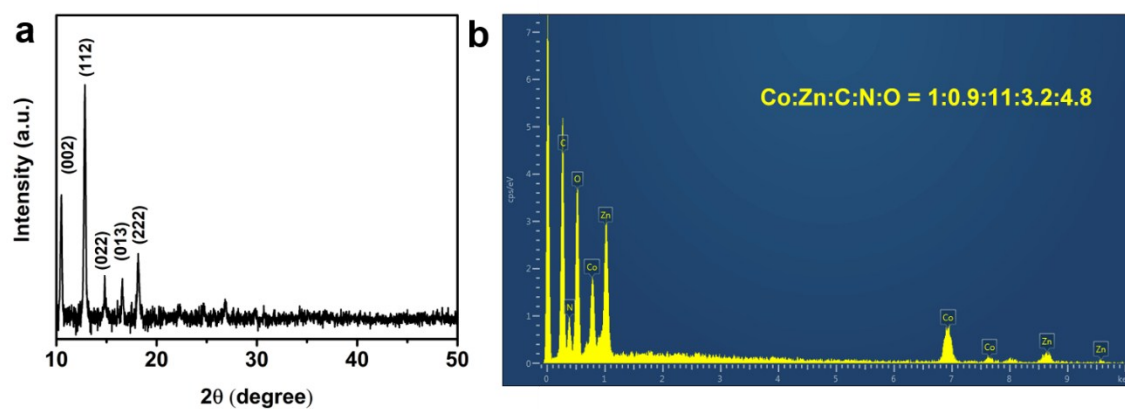 a
Intensity (a.u.)
(002)
(112)
(022)
(013)
(222)
10 20 30 40 50
2θ (degree)
b
Co:Zn:C:N:O = 1:0.9:11:3.2:4.8
cps/eV
7
6
5
4
3
2
1
0
C
O
Zn
Co
N
Co
Co
Zn
Zn
0 1 2 3 4 5 6 7 8 9